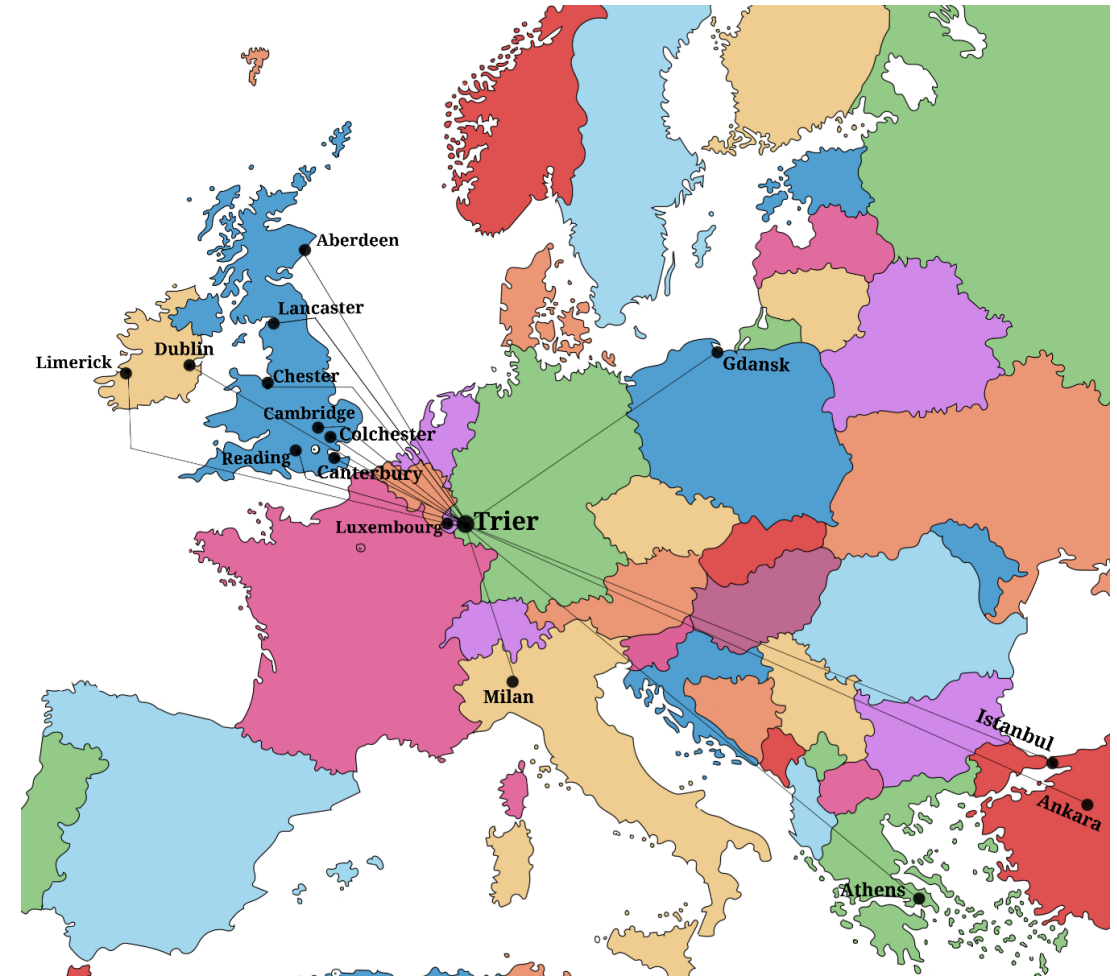 Aberdeen
Lancaster
Dublin
Limerick
Gdansk
Chester
Cambridge
Colchester
Reading
Canterbury
Trier
Luxembourg
Milan
Istanbul
Ankara
Athens